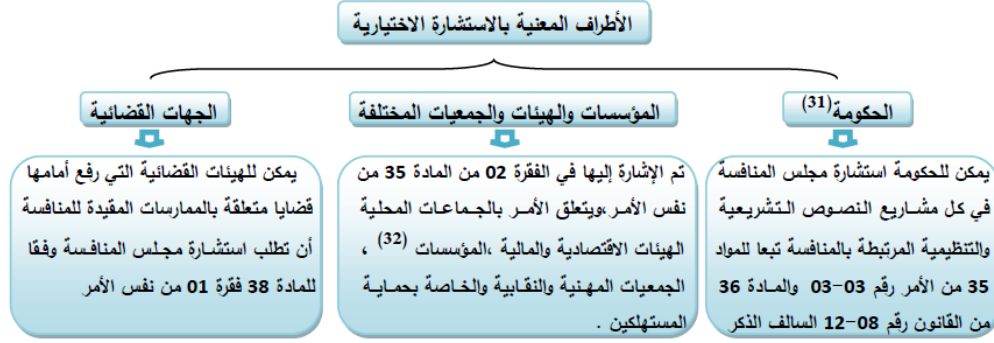 الأطراف المعنية بالاستشارة الاختيارية
الحكومة(31)
يمكن للحكومة استشارة مجلس المنافسة
في كل مشاريع النصوص التشريعية
والتنظيمية المرتبطة بالمنافسة تبعا للمواد
35 من الأمر رقم 03-03 والمادة 36
من القانون رقم 08-12 السالف الذكر
المؤسسات والهيئات والجمعيات المختلفة
تم الإشارة إليها في الفقرة 02 من المادة 35 من
نفس الأمر ،ويتعلق الأمر بالجماعات المحلية
الهيئات الاقتصادية والمالية ،المؤسسات (32) ،
الجمعيات المهنية والنقابية والخاصة بحماية
المستهلكين .
الجهات القضائية
يمكن للهيئات القضائية التي رفع أمامها
قضايا متعلقة بالممارسات المقيدة للمنافسة
أن تطلب استشارة مجلس المنافسة وفقا
للمادة 38 فقرة 01 من نفس الأمر